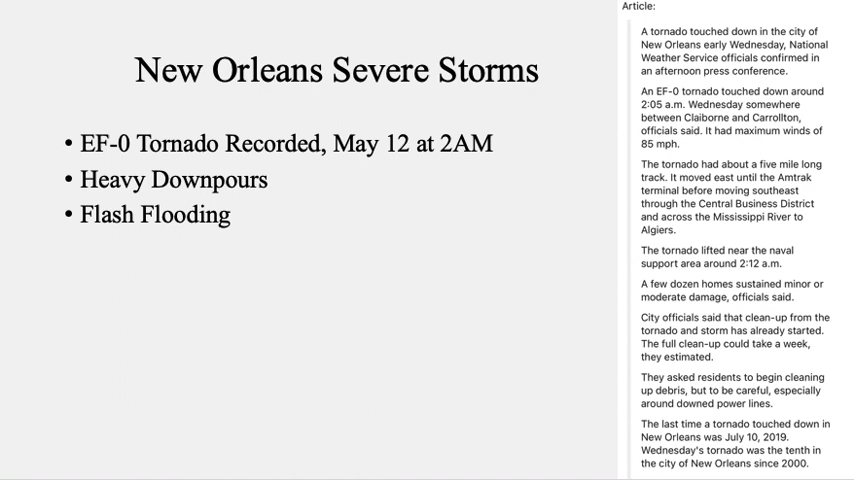 New Orleans Severe Storms
• EF-0 Tornado Recorded, May 12 at 2AM
• Heavy Downpours
• Flash Flooding
Article:
A tornado touched down in the city of
New Orleans early Wednesday, National
Weather Service officials confirmed in
an afternoon press conference.
An EF-0 tornado touched down around
2:05 a.m. Wednesday somewhere
between Claiborne and Carrollton,
officials said. It had maximum winds of
85 mph.
The tornado had about a five mile long
track. It moved east until the Amtrak
terminal before moving southeast
through the Central Business District
and across the Mississippi River to
Algiers.
The tornado lifted near the naval
support area around 2:12 a.m.
A few dozen homes sustained minor or
moderate damage, officials said.
City officials said that clean-up from the
tornado and storm has already started.
The full clean-up could take a week,
they estimated.
They asked residents to begin cleaning
up debris, but to be careful, especially
around downed power lines.
The last time a tornado touched down in
New Orleans was July 10, 2019.
Wednesday's tornado was the tenth in
the city of New Orleans since 2000.